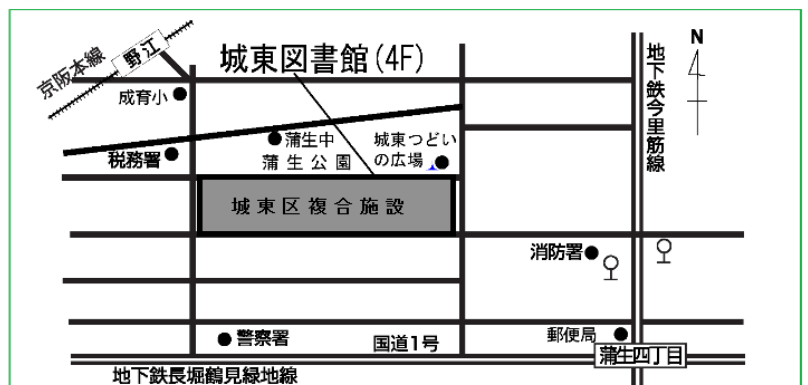 N
京阪本線
野江
城東図書館(4F)
地下鉄今里筋線
成育小
税務署
蒲生中
蒲生公園
城東つどい
の広場
城東区複合施設
消防署
警察署
国道1号
郵便局
蒲生四丁目
地下鉄長堀鶴見緑地線